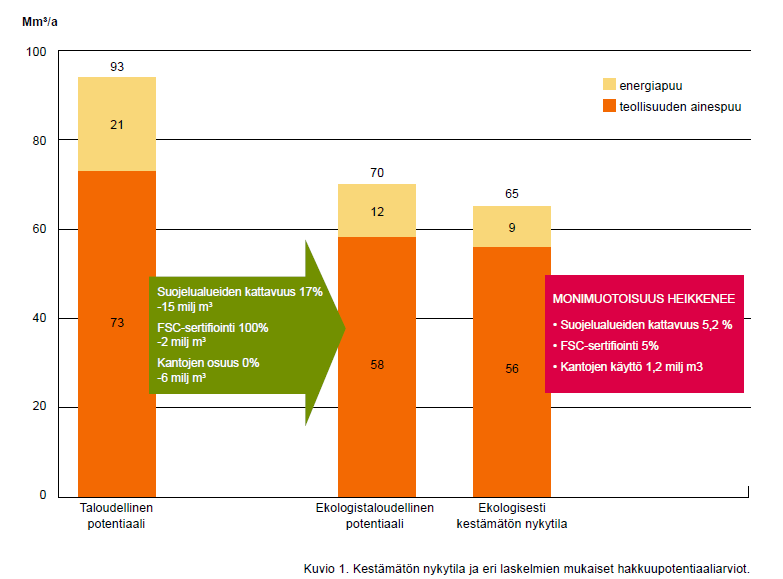 Mm³/a
100
80
60
40
20
0
93
21
73
70
12
58
65
9
56
energiapuu
teollisuuden ainespuu
Suojelualueiden kattavuus 17%
-15 milj m³
FSC-sertifiointi 100%
-2 milj m³
Kantojen osuus 0%
-6 milj m³
MONIMUOTOISUUS HEIKKENEE
• Suojelualueiden kattavuus 5,2 %
• FSC-sertifiointi 5%
• Kantojen käyttö 1,2 milj m3
Taloudellinen
potentiaali
Ekologistaloudellinen
potentiaali
Ekologisesti
kestämätön nykytila
Kuvio 1. Kestämätön nykytila ja eri laskelmien mukaiset hakkuupotentiaaliarviot.